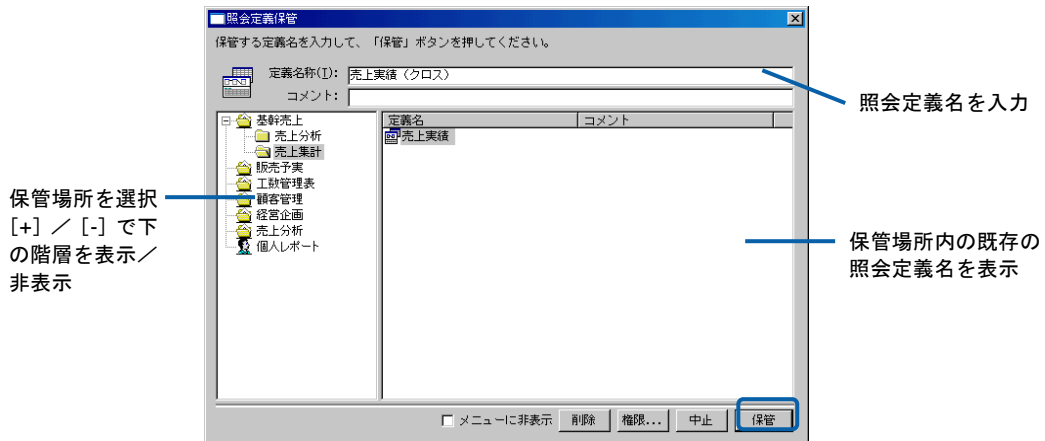 照会定義保管
保管する定義名を入力して、「保管」ボタンを押してください。
定義名称(I): 売上実績（クロス）
コメント:
基幹売上
売上分析
売上集計
販売予実
工数管理表
顧客管理
経営企画
売上分析
個人レポート
定義名 コメント
売上実績
メニューに非表示 削除 権限... 中止 保管
照会定義名を入力
保管場所を選択
[+] ／ [-] で下
の階層を表示／
非表示
保管場所内の既存の
照会定義名を表示